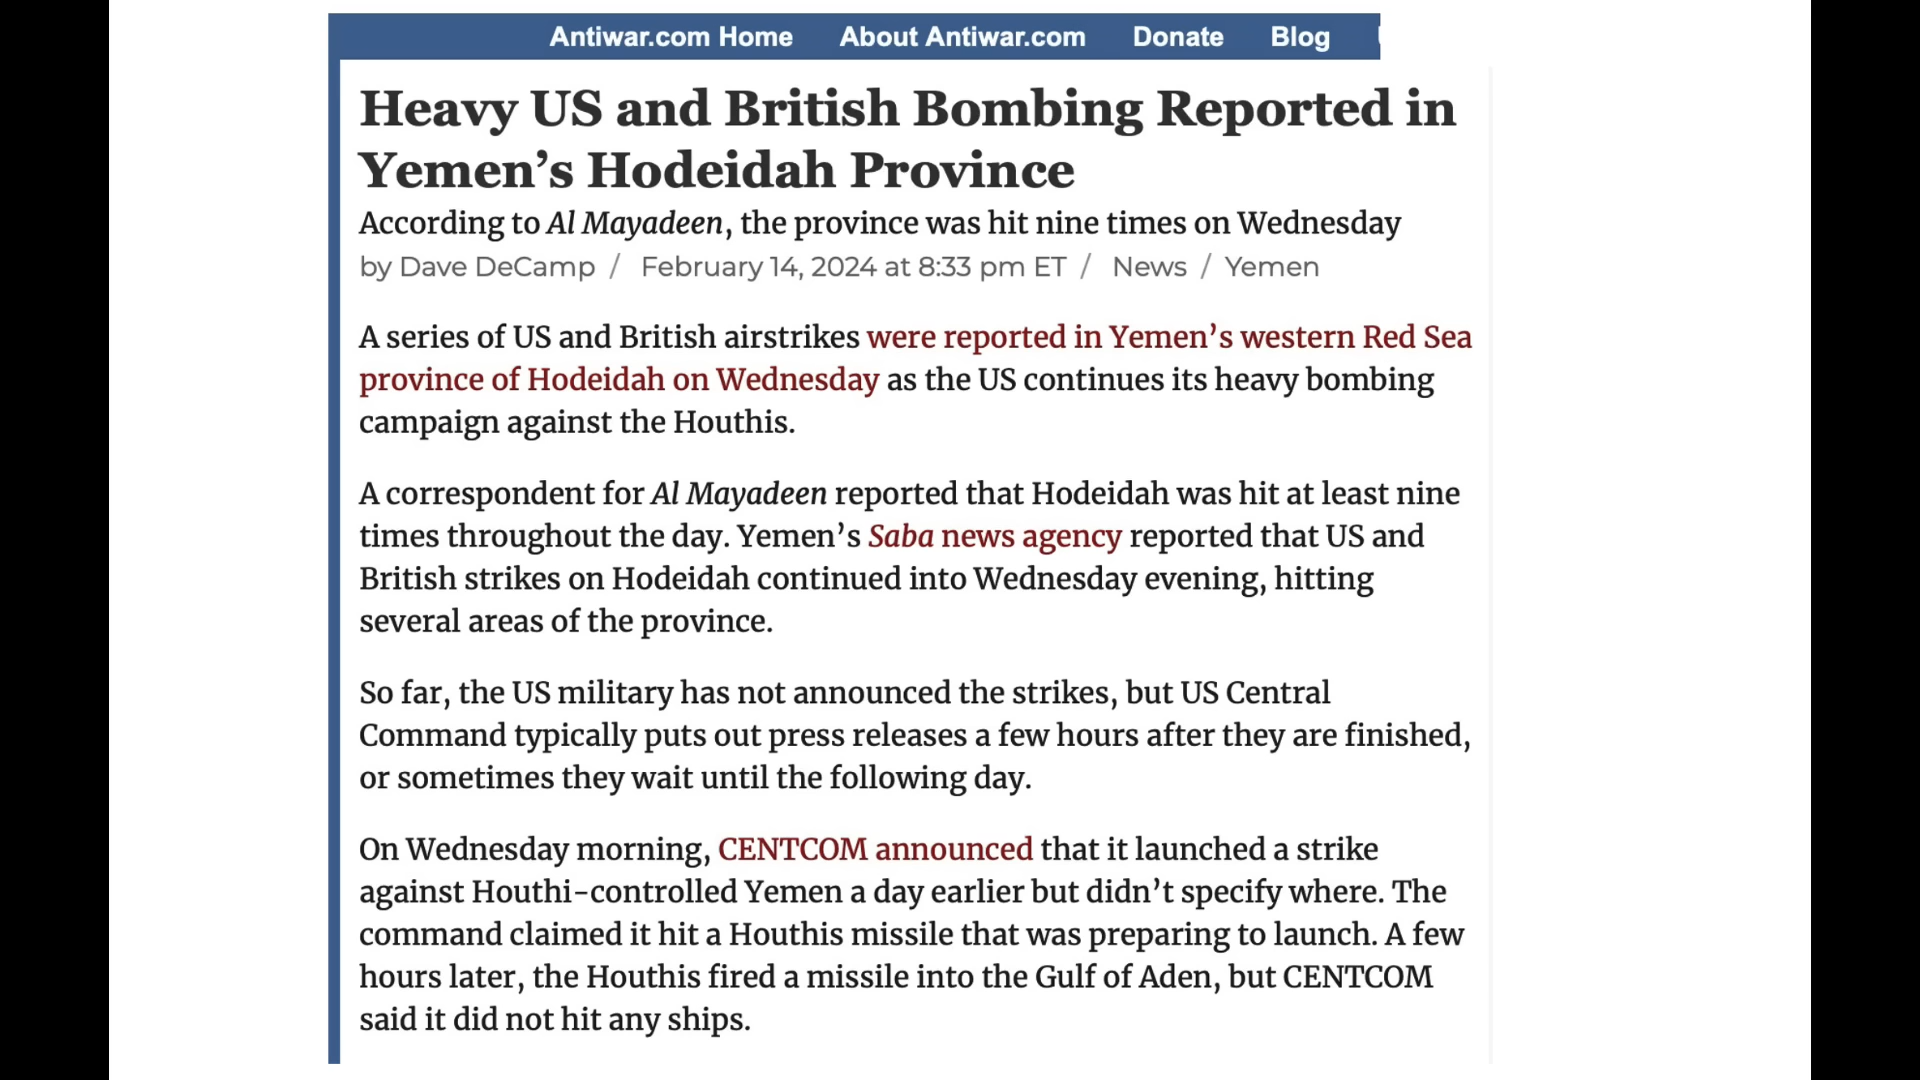 Antiwar.com Home About Antiwar.com Donate Blog
Heavy US and British Bombing Reported in
Yemen’s Hodeidah Province
According to Al Mayadeen, the province was hit nine times on Wednesday
by Dave DeCamp / February 14, 2024 at 8:33 pm ET / News / Yemen
A series of US and British airstrikes were reported in Yemen’s western Red Sea
province of Hodeidah on Wednesday as the US continues its heavy bombing
campaign against the Houthis.
A correspondent for Al Mayadeen reported that Hodeidah was hit at least nine
times throughout the day. Yemen’s Saba news agency reported that US and
British strikes on Hodeidah continued into Wednesday evening, hitting
several areas of the province.
So far, the US military has not announced the strikes, but US Central
Command typically puts out press releases a few hours after they are finished,
or sometimes they wait until the following day.
On Wednesday morning, CENTCOM announced that it launched a strike
against Houthi-controlled Yemen a day earlier but didn’t specify where. The
command claimed it hit a Houthis missile that was preparing to launch. A few
hours later, the Houthis fired a missile into the Gulf of Aden, but CENTCOM
said it did not hit any ships.